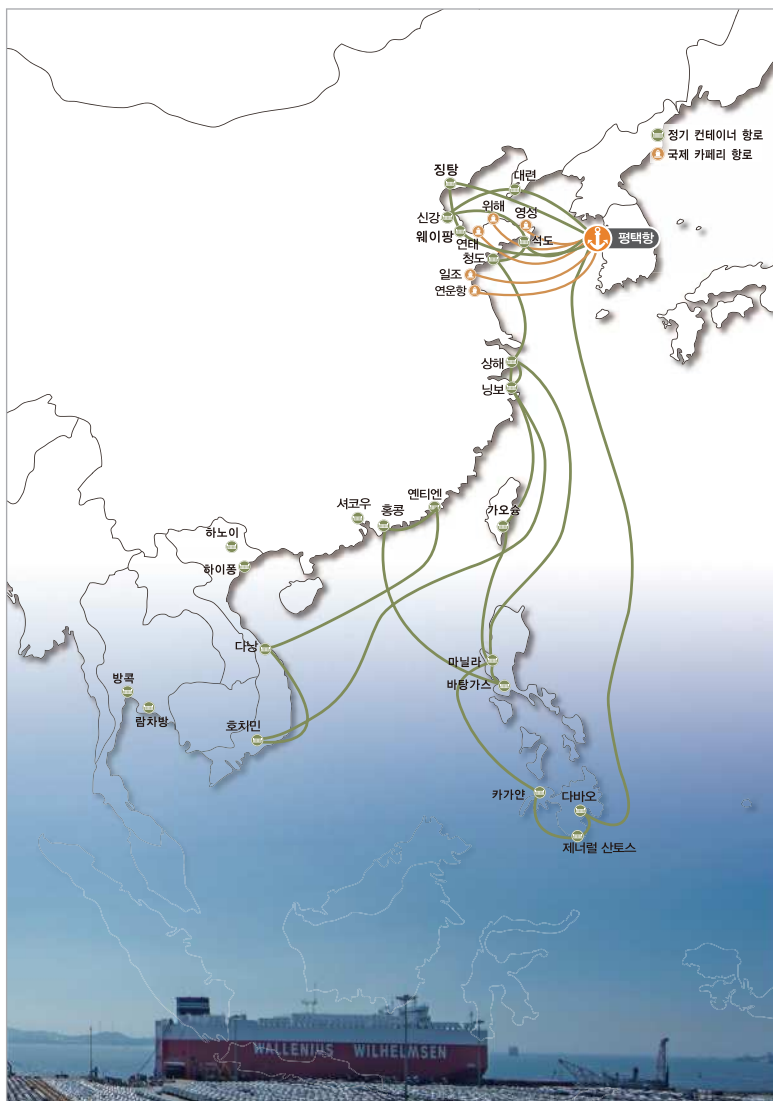 정기 컨테이너 항로
국제 카페리 항로
징탕
대련
위해
영성
신강
웨이팡
연태
석도
평택항
청도
일조
연운항
상해
닝보
옌티엔
셔코우
홍콩
가오슝
하노이
하이퐁
다낭
마닐라
방콕
바탕가스
람차방
호치민
카가얀
다바오
제너럴 산토스
WALLENIUS WILHELMSEN